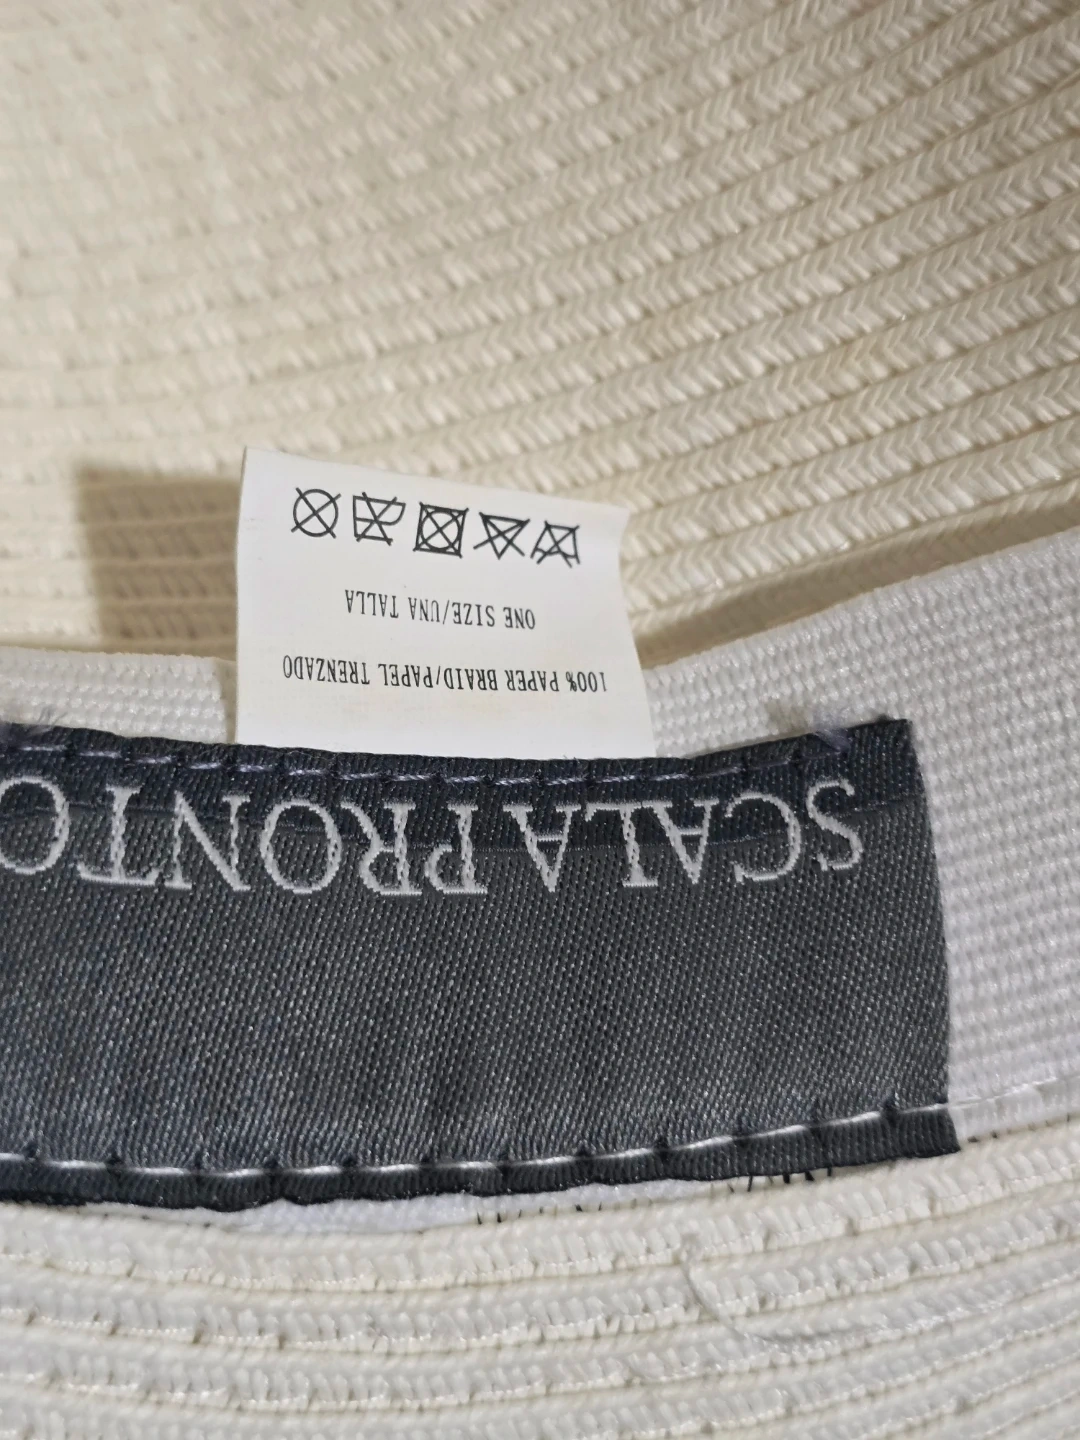 SCALA PRONTO
100% PAPER BRAID/PAPEL TRENZADO
ONE SIZE/UNA TALLA